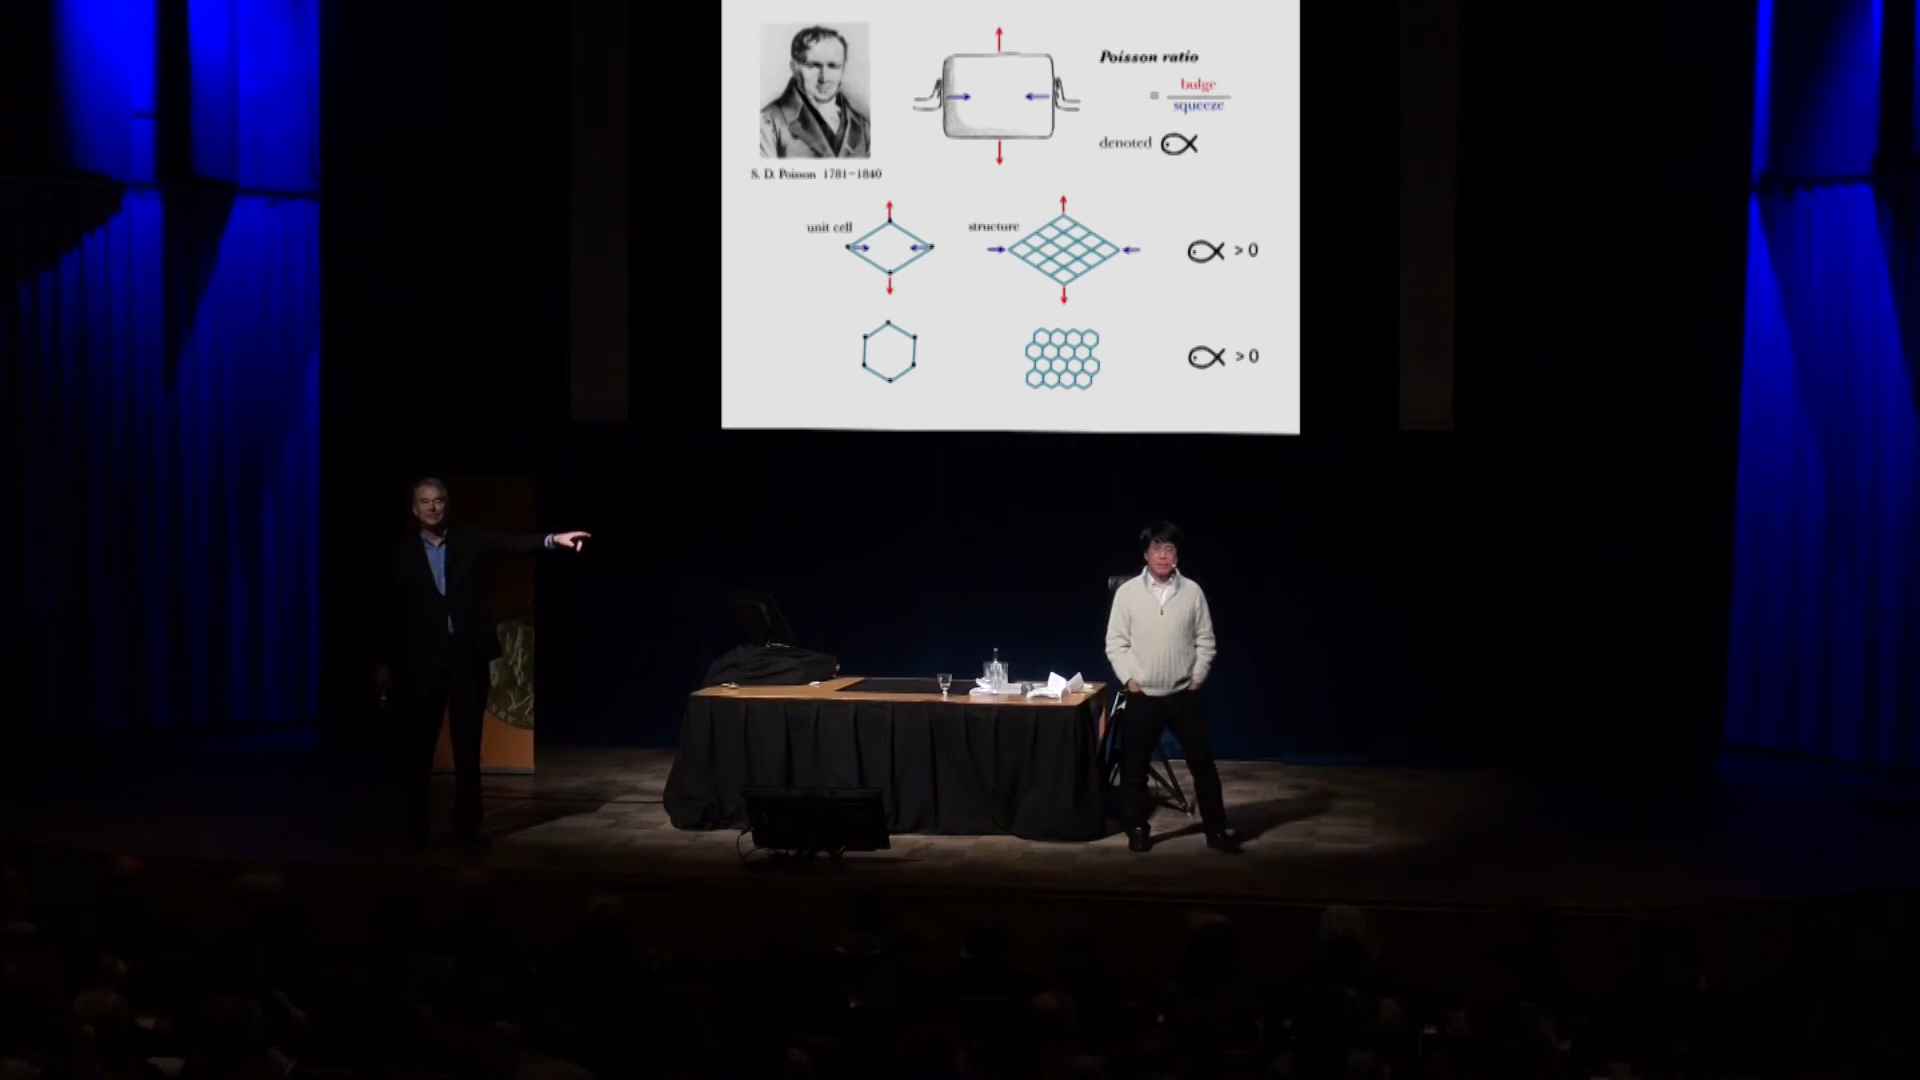 Poisson ratio
= bulge
squeeze
denoted
S. D. Poisson 1781-1840
unit cell
structure
> 0
> 0